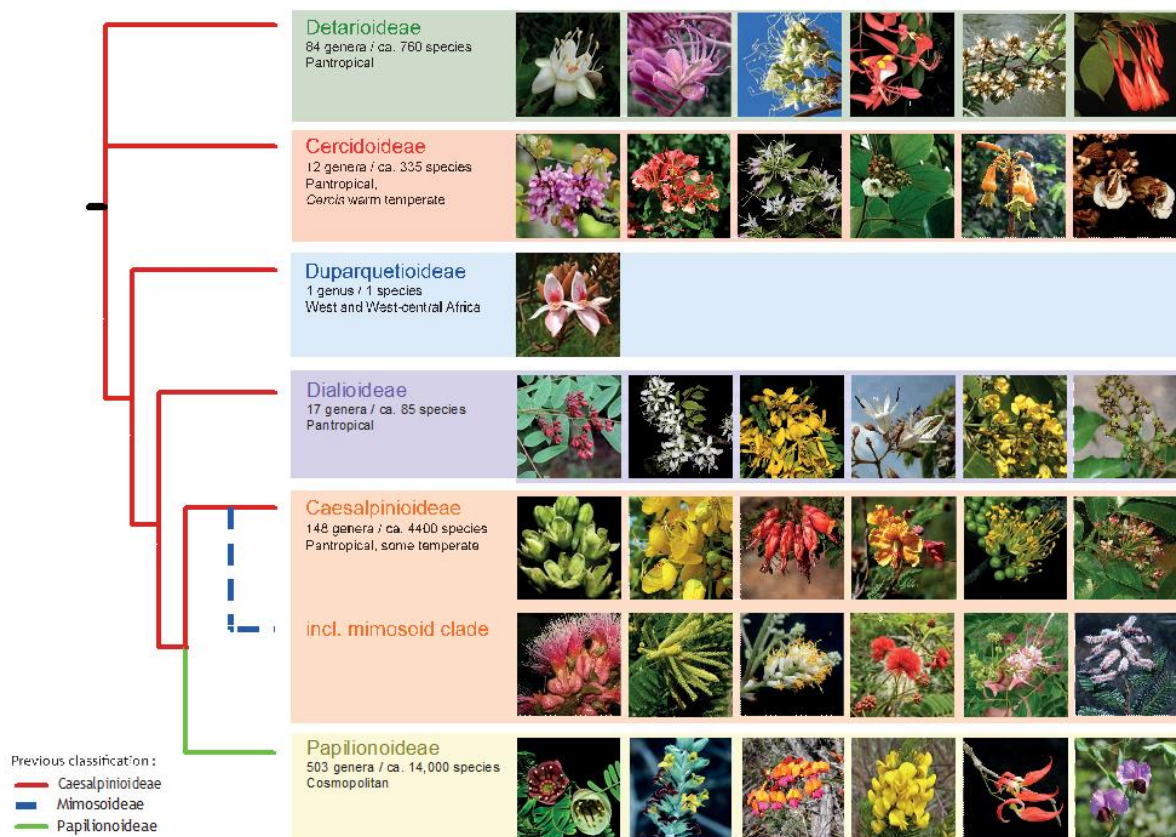 Detarioideae
84 genera / ca. 760 species
Pantropical
Cercidoideae
12 genera / ca. 335 species
Pantropical,
Cercis warm temperate
Duparquetioideae
1 genus / 1 species
West and West-central Africa
Dialioideae
17 genera / ca. 85 species
Pantropical
Caesalpinioideae
148 genera / ca. 4400 species
Pantropical, some temperate
incl. mimosoid clade
Papilionoideae
503 genera / ca. 14,000 species
Cosmopolitan
Previous classification :
Caesalpinioideae
Mimosoideae
Papilionoideae